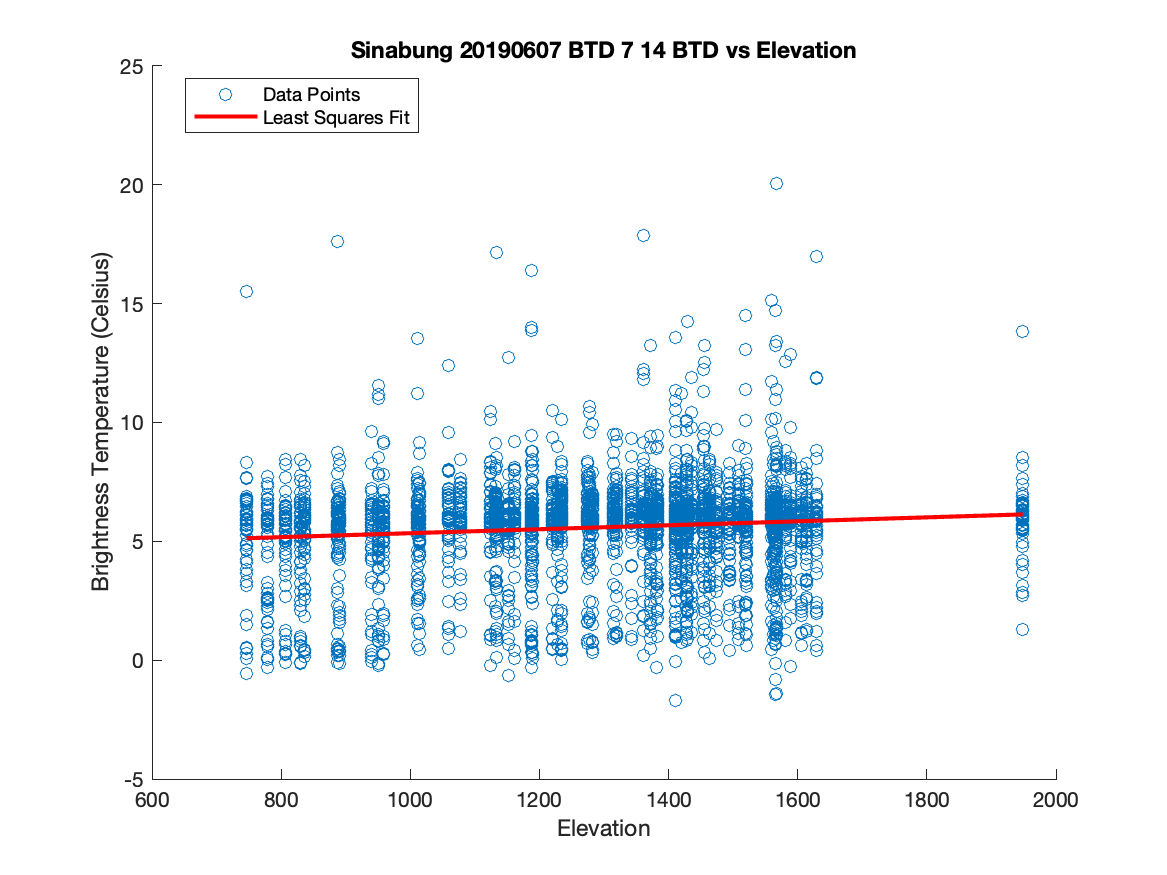 Sinabung 20190607 BTD 7 14 BTD vs Elevation
Data Points
Least Squares Fit
Brightness Temperature (Celsius)
25
20
15
10
5
0
-5
600 800 1000 1200 1400 1600 1800 2000
Elevation